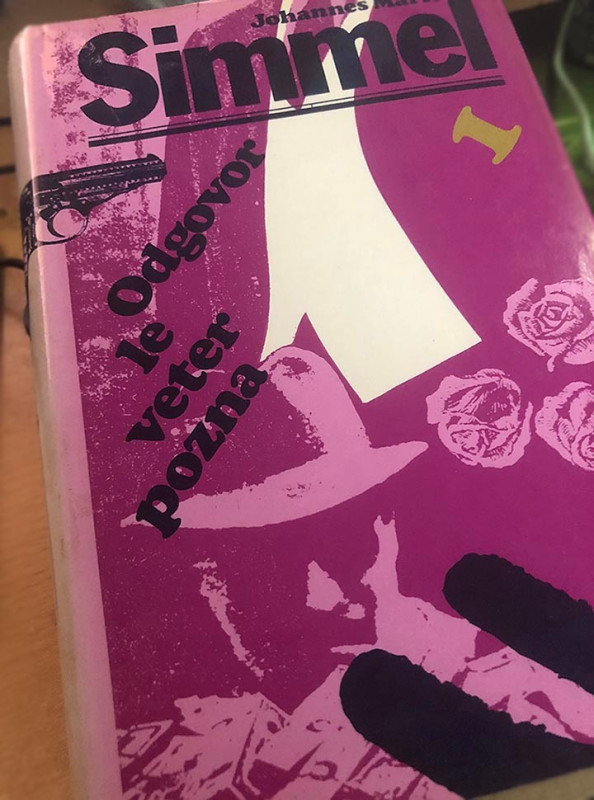 Johannes
Simmel
I
Odgovor
le
veter
pozna